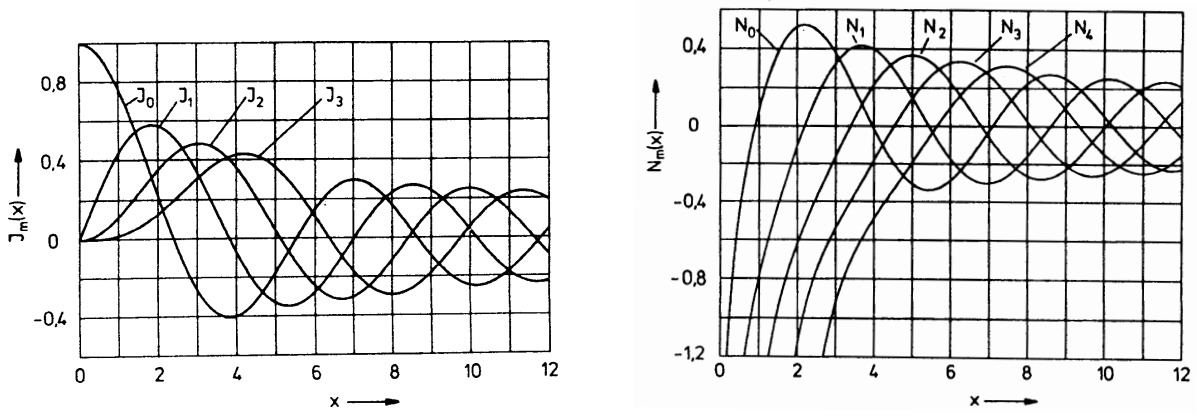 0,8
0,4
0
−0,4
J₀
J₁
J₂
J₃
Jₘ(x) →
0 2 4 6 8 10 12
x →
0,4
0
−0,4
−0,8
−1,2
N₀
N₁
N₂
N₃
N₄
Nₘ(x) →
0 2 4 6 8 10 12
x →